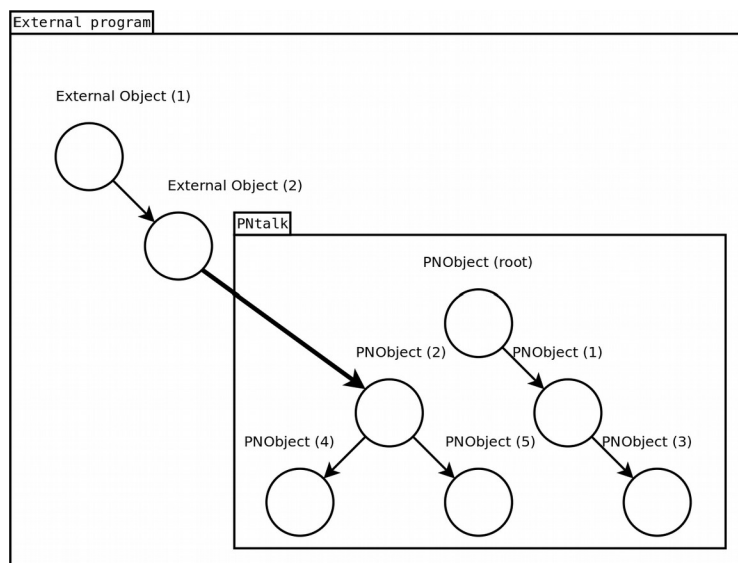 External program
External Object (1)
External Object (2)
PNtalk
PNObject (root)
PNObject (2)
PNObject (1)
PNObject (4)
PNObject (5)
PNObject (3)